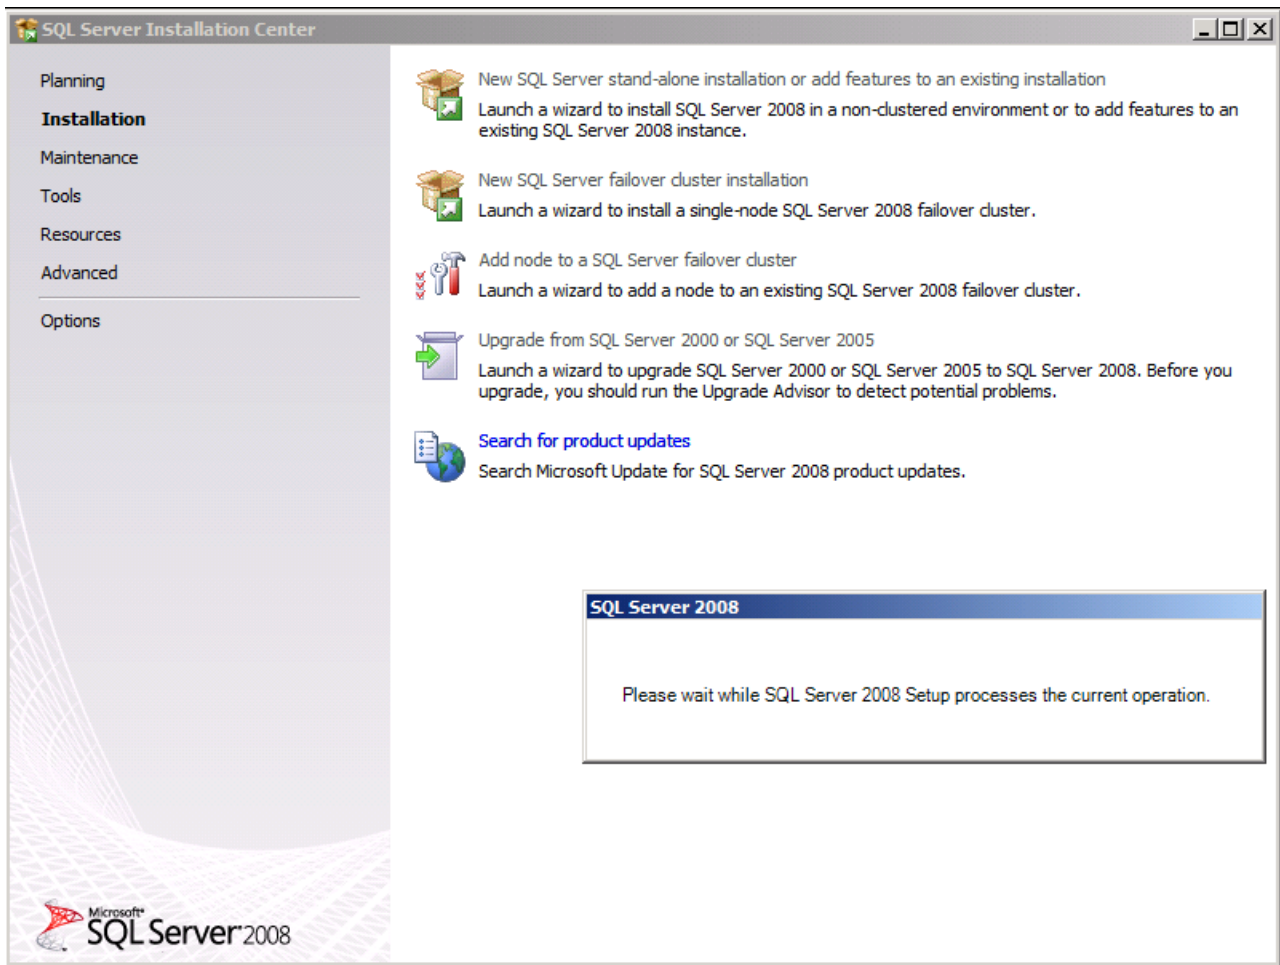 SQL Server Installation Center
Planning
Installation
Maintenance
Tools
Resources
Advanced
Options
New SQL Server stand-alone installation or add features to an existing installation
Launch a wizard to install SQL Server 2008 in a non-clustered environment or to add features to an
existing SQL Server 2008 instance.
New SQL Server failover cluster installation
Launch a wizard to install a single-node SQL Server 2008 failover cluster.
Add node to a SQL Server failover cluster
Launch a wizard to add a node to an existing SQL Server 2008 failover cluster.
Upgrade from SQL Server 2000 or SQL Server 2005
Launch a wizard to upgrade SQL Server 2000 or SQL Server 2005 to SQL Server 2008. Before you
upgrade, you should run the Upgrade Advisor to detect potential problems.
Search for product updates
Search Microsoft Update for SQL Server 2008 product updates.
SQL Server 2008
Please wait while SQL Server 2008 Setup processes the current operation.
Microsoft®
SQL Server® 2008